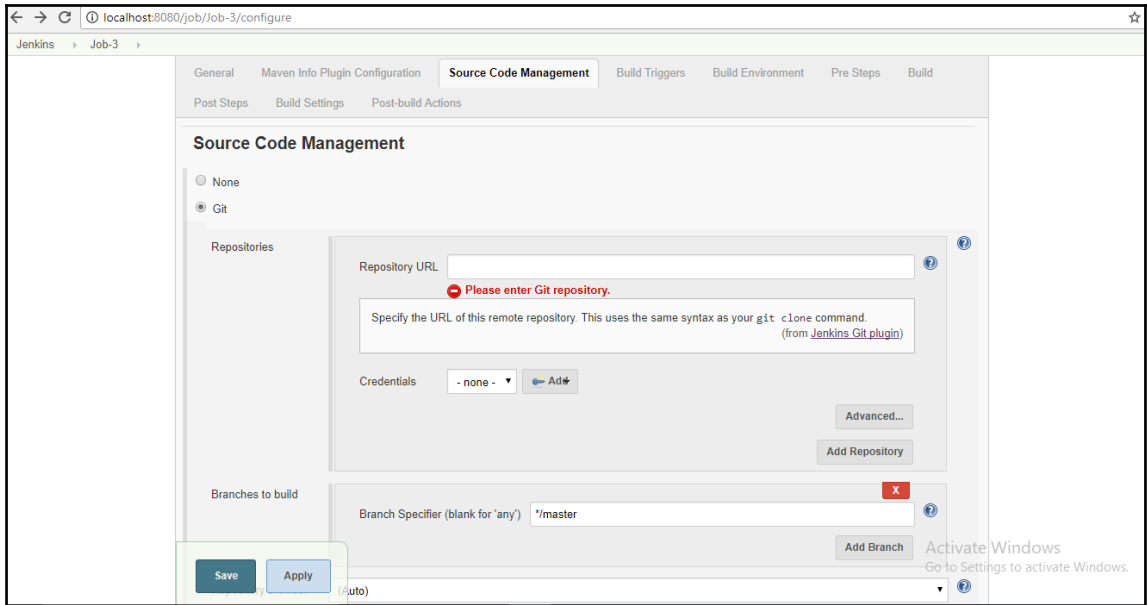 localhost:8080/job/Job-3/configure
Jenkins Job-3
General Maven Info Plugin Configuration Source Code Management Build Triggers Build Environment Pre Steps Build
Post Steps Build Settings Post-build Actions
Source Code Management
None
Git
Repositories
Repository URL
Please enter Git repository.
Specify the URL of this remote repository. This uses the same syntax as your git clone command.
(from Jenkins Git plugin)
Credentials - none - Add
Advanced...
Add Repository
Branches to build
X
Branch Specifier (blank for 'any') */master
Add Branch
Activate Windows
Go to Settings to activate Windows.
Save Apply
(Auto)